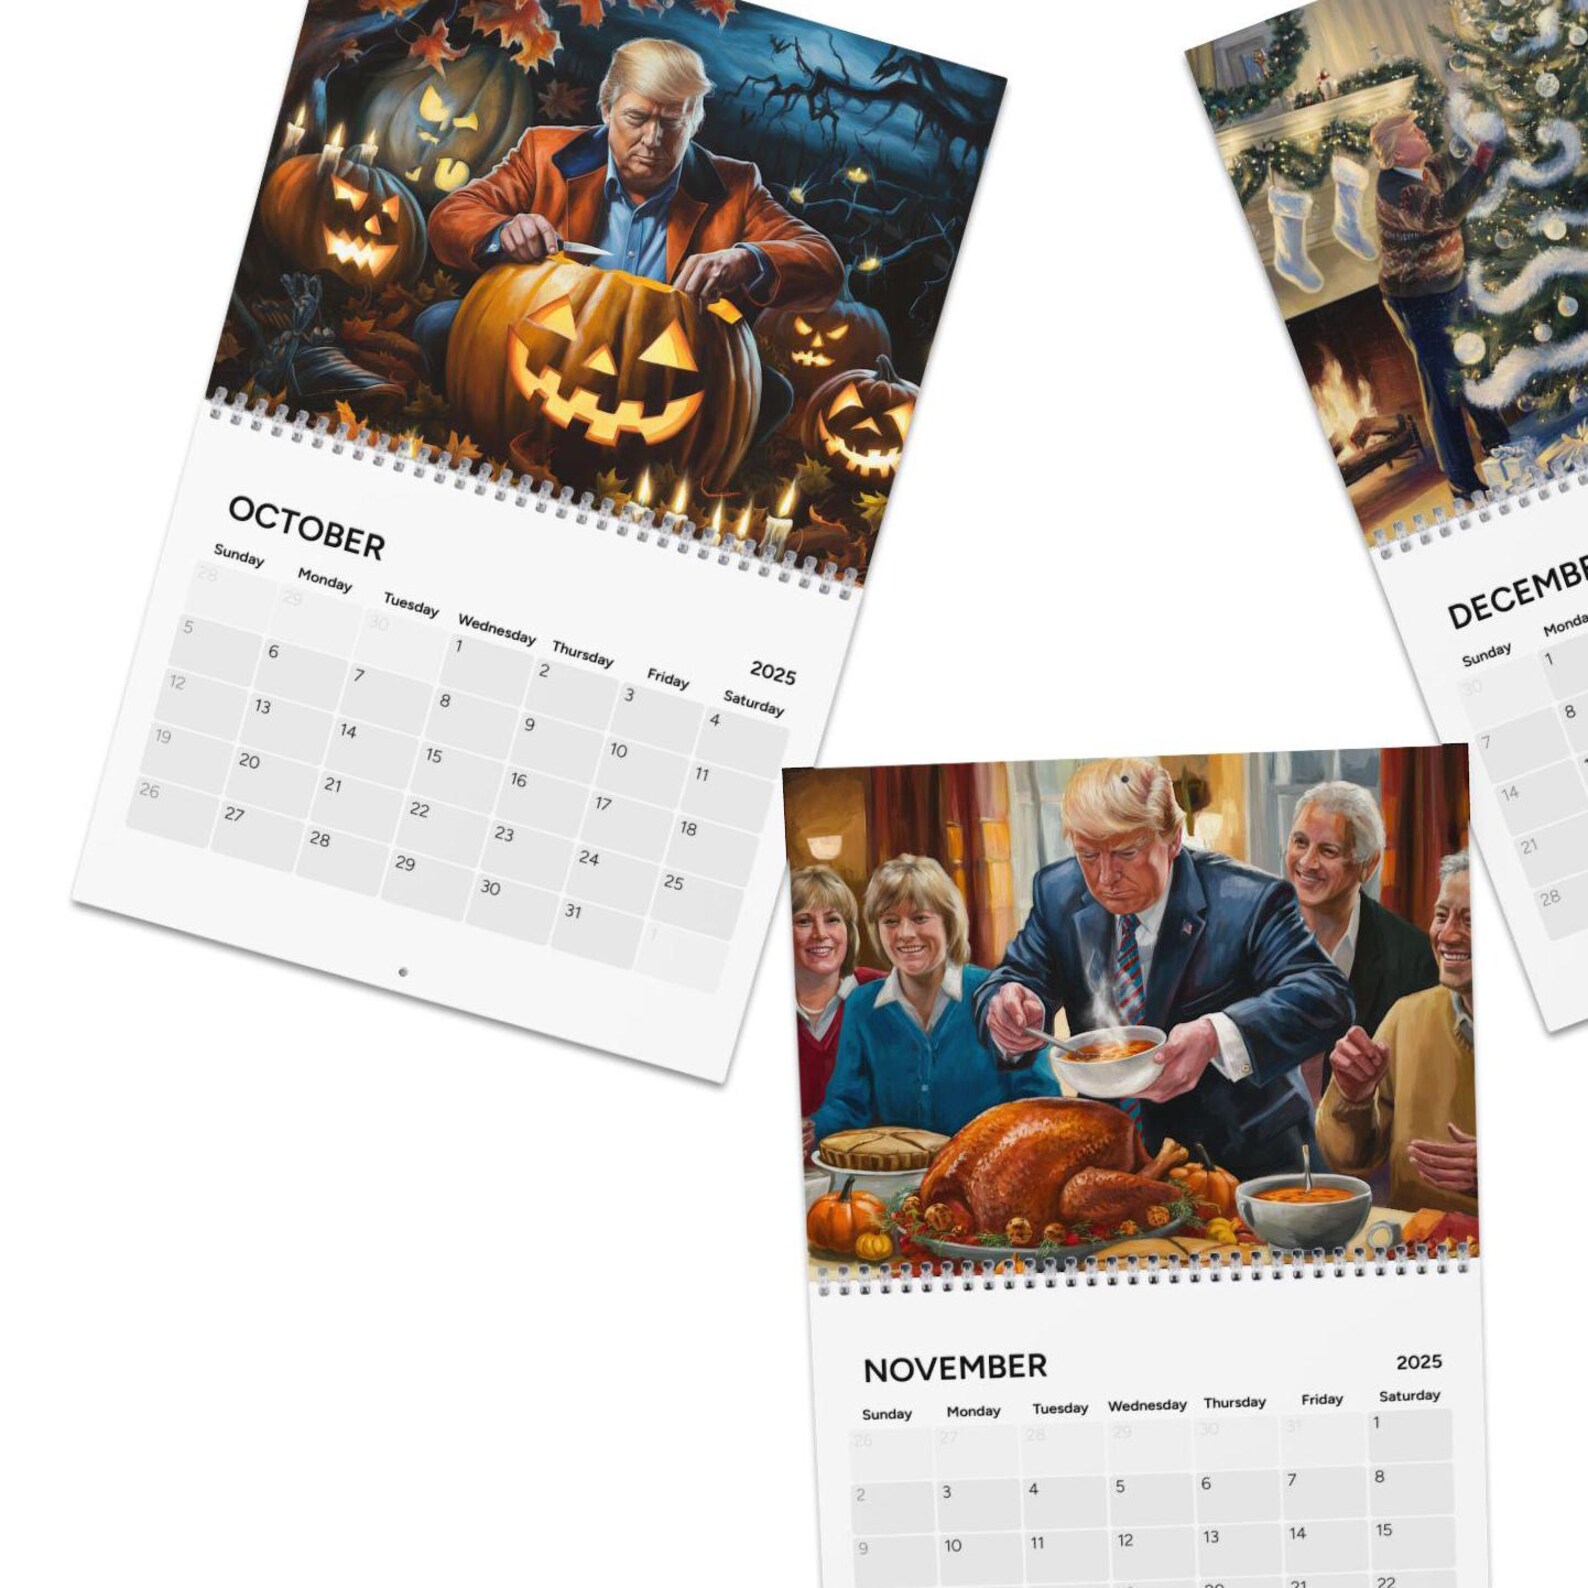 OCTOBER
2025
Sunday Monday Tuesday Wednesday Thursday Friday Saturday
28 29 30 1 2 3 4
5 6 7 8 9 10 11
12 13 14 15 16 17 18
19 20 21 22 23 24 25
26 27 28 29 30 31 1
DECEMBE
Sunday Monda
30 1
7 8
14
21
28
NOVEMBER 2025
Sunday Monday Tuesday Wednesday Thursday Friday Saturday
26 27 28 29 30 31 1
2 3 4 5 6 7 8
9 10 11 12 13 14 15
20 21 22